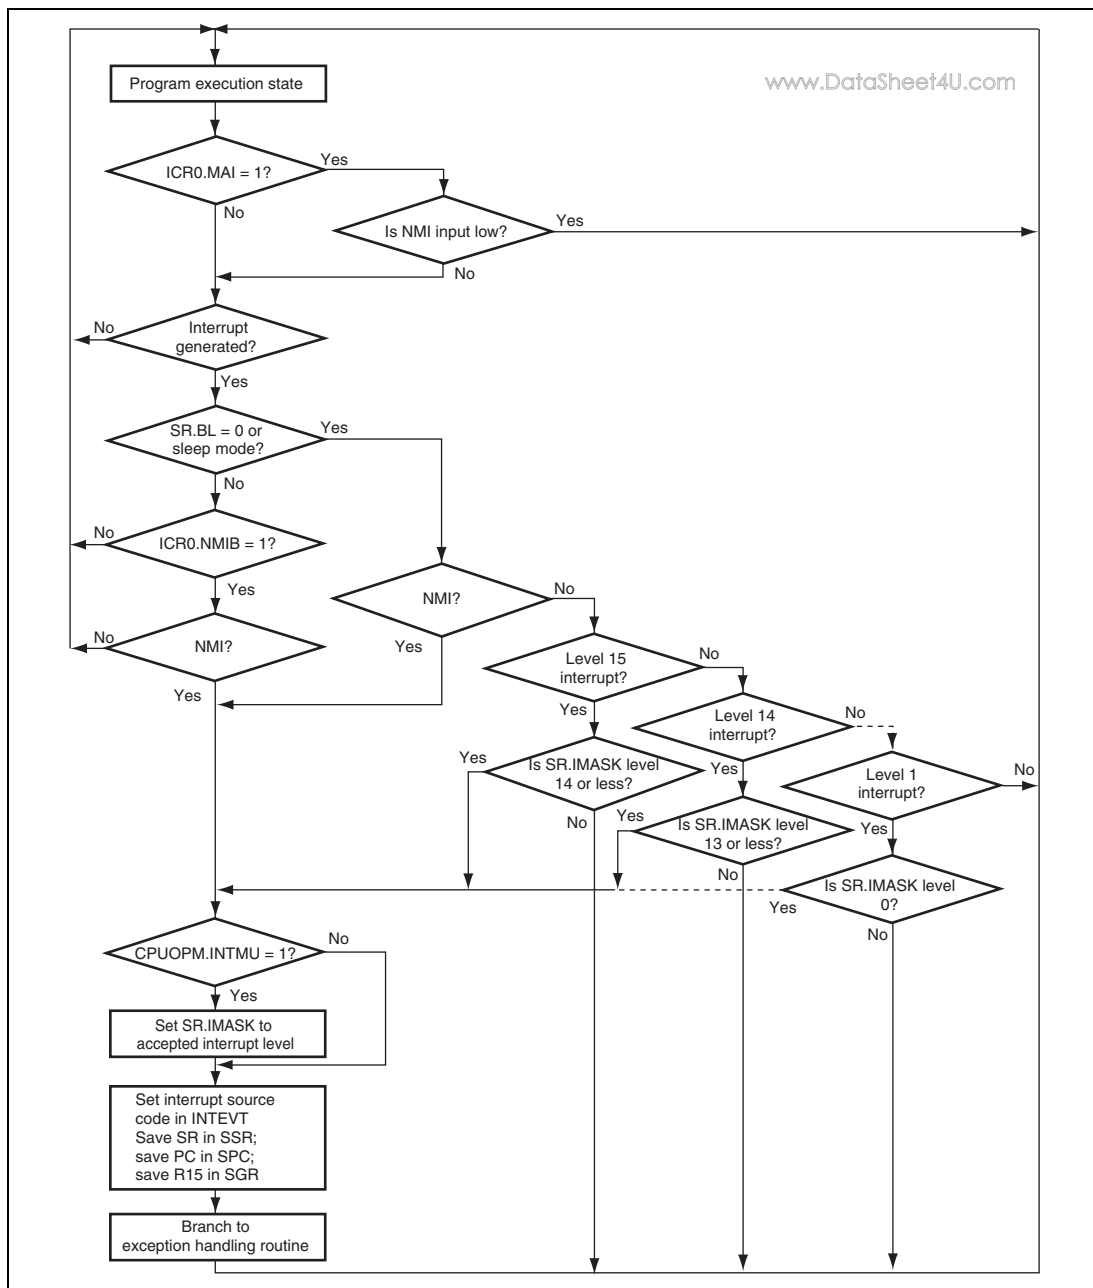 Program execution state
www.DataSheet4U.com
ICR0.MAI = 1?
Yes
No
Is NMI input low?
Yes
No
Interrupt
generated?
No
Yes
SR.BL = 0 or
sleep mode?
Yes
No
ICR0.NMIB = 1?
No
Yes
NMI?
No
Yes
NMI?
No
Yes
Level 15
interrupt?
No
Yes
Level 14
interrupt?
No
Yes
Level 1
interrupt?
No
Yes
Is SR.IMASK level
14 or less?
Yes
No
Is SR.IMASK level
13 or less?
Yes
No
Is SR.IMASK level
0?
Yes
No
CPUOPM.INTMU = 1?
No
Yes
Set SR.IMASK to
accepted interrupt level
Set interrupt source
code in INTEVT
Save SR in SSR;
save PC in SPC;
save R15 in SGR
Branch to
exception handling routine